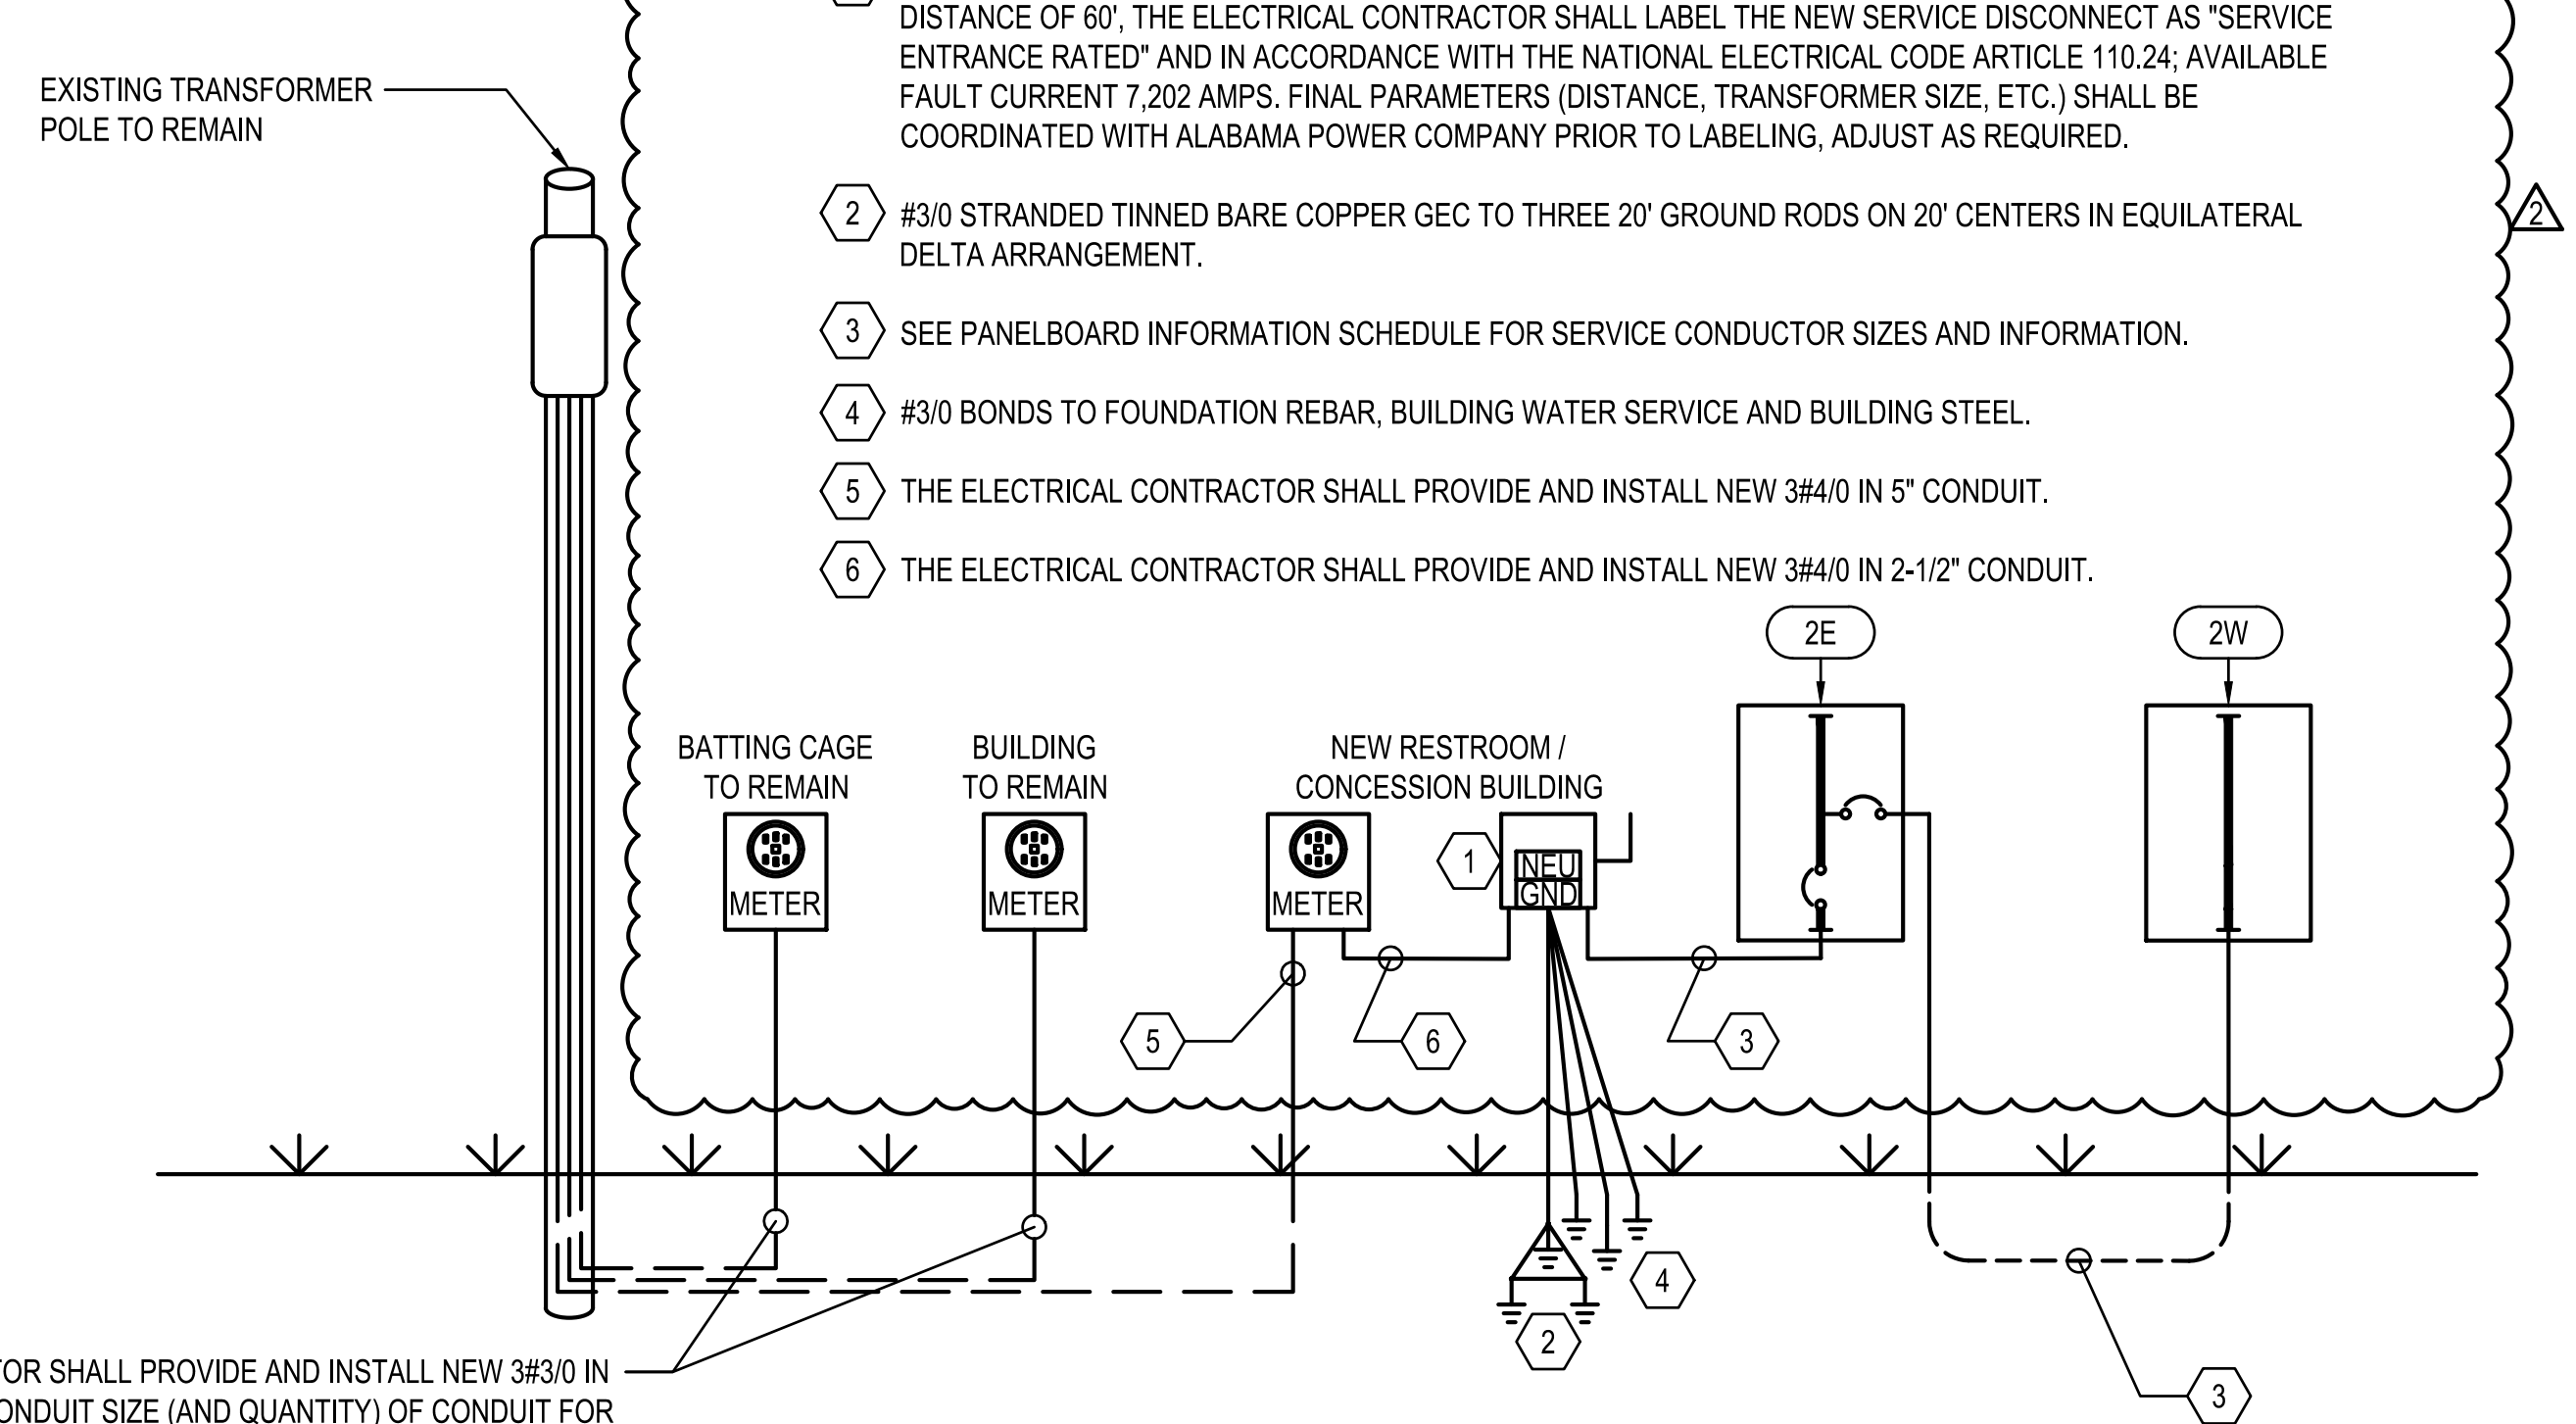 DISTANCE OF 60', THE ELECTRICAL CONTRACTOR SHALL LABEL THE NEW SERVICE DISCONNECT AS "SERVICE
ENTRANCE RATED" AND IN ACCORDANCE WITH THE NATIONAL ELECTRICAL CODE ARTICLE 110.24; AVAILABLE
FAULT CURRENT 7,202 AMPS. FINAL PARAMETERS (DISTANCE, TRANSFORMER SIZE, ETC.) SHALL BE
COORDINATED WITH ALABAMA POWER COMPANY PRIOR TO LABELING, ADJUST AS REQUIRED.
EXISTING TRANSFORMER
POLE TO REMAIN
2 #3/0 STRANDED TINNED BARE COPPER GEC TO THREE 20' GROUND RODS ON 20' CENTERS IN EQUILATERAL
DELTA ARRANGEMENT.
2
3 SEE PANELBOARD INFORMATION SCHEDULE FOR SERVICE CONDUCTOR SIZES AND INFORMATION.
4 #3/0 BONDS TO FOUNDATION REBAR, BUILDING WATER SERVICE AND BUILDING STEEL.
5 THE ELECTRICAL CONTRACTOR SHALL PROVIDE AND INSTALL NEW 3#4/0 IN 5" CONDUIT.
6 THE ELECTRICAL CONTRACTOR SHALL PROVIDE AND INSTALL NEW 3#4/0 IN 2-1/2" CONDUIT.
2E
2W
BATTING CAGE
TO REMAIN
BUILDING
TO REMAIN
NEW RESTROOM /
CONCESSION BUILDING
METER
METER
METER
1
NEU
GND
5
6
3
4
2
3
TOR SHALL PROVIDE AND INSTALL NEW 3#3/0 IN
ONDUIT SIZE (AND QUANTITY) OF CONDUIT FOR